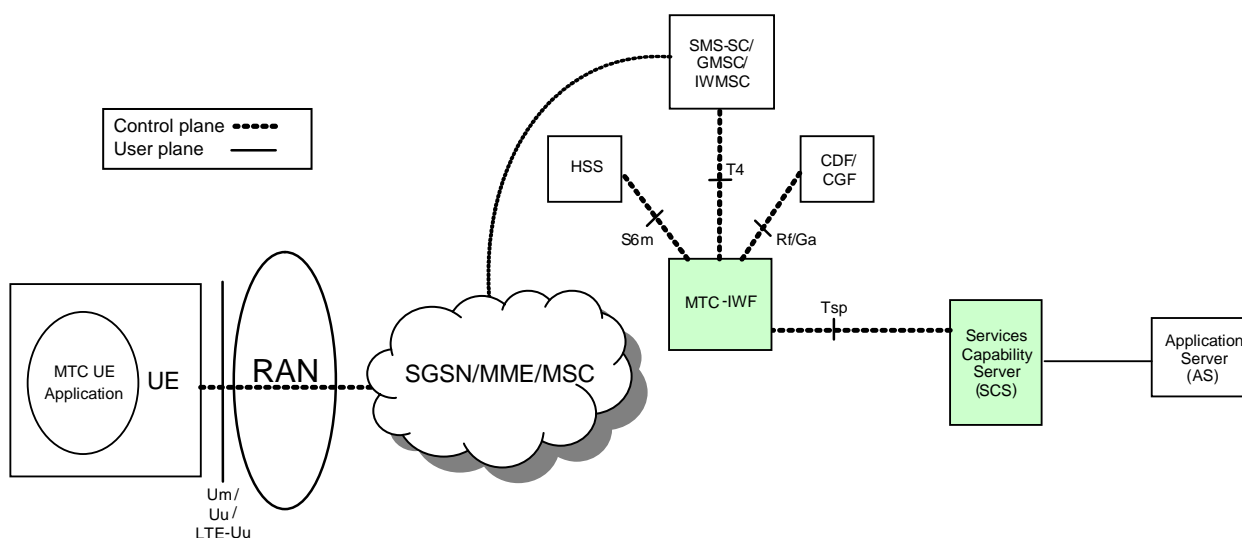 SMS-SC/
GMSC/
IWMSC
Control plane
User plane
HSS
T4
CDF/
CGF
S6m
Rf/Ga
MTC-IWF
Tsp
Services
Capability
Server
(SCS)
Application
Server
(AS)
MTC UE
Application
UE
RAN
SGSN/MME/MSC
Um/
Uu/
LTE-Uu